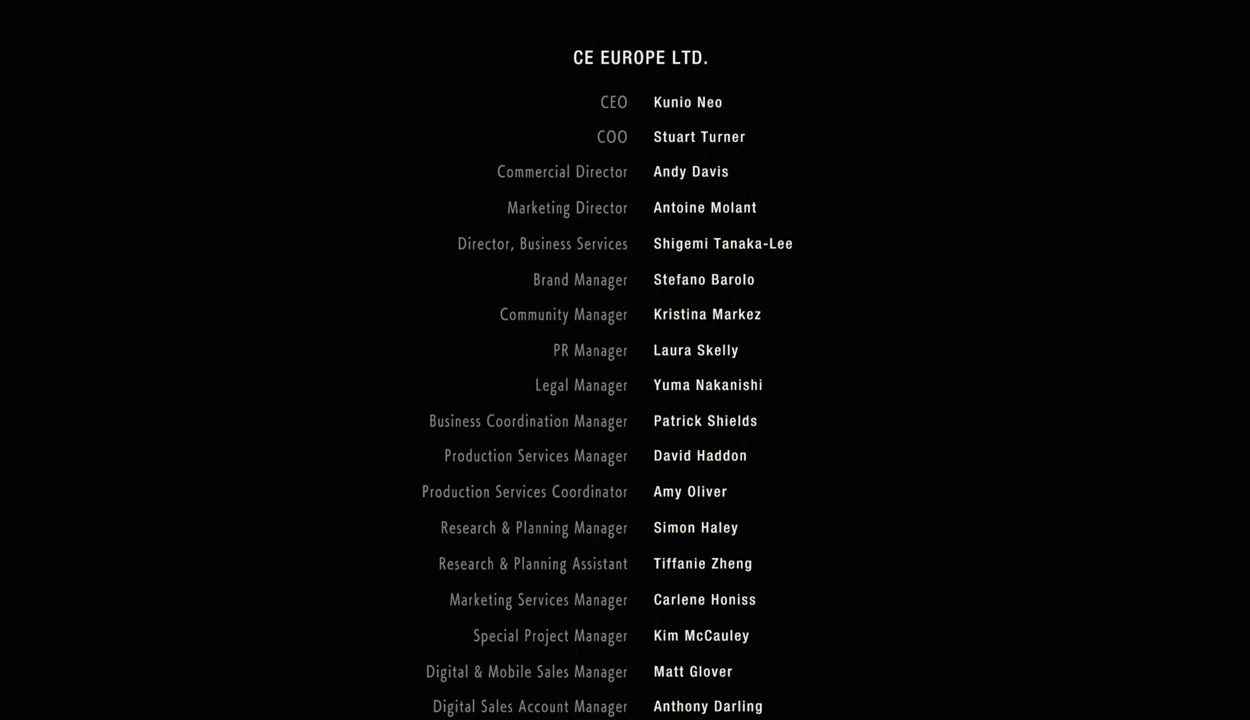 CE EUROPE LTD.
CEO Kunio Neo
COO Stuart Turner
Commercial Director Andy Davis
Marketing Director Antoine Molant
Director, Business Services Shigemi Tanaka-Lee
Brand Manager Stefano Barolo
Community Manager Kristina Markez
PR Manager Laura Skelly
Legal Manager Yuma Nakanishi
Business Coordination Manager Patrick Shields
Production Services Manager David Haddon
Production Services Coordinator Amy Oliver
Research & Planning Manager Simon Haley
Research & Planning Assistant Tiffanie Zheng
Marketing Services Manager Carlene Honiss
Special Project Manager Kim McCauley
Digital & Mobile Sales Manager Matt Glover
Digital Sales Account Manager Anthony Darling